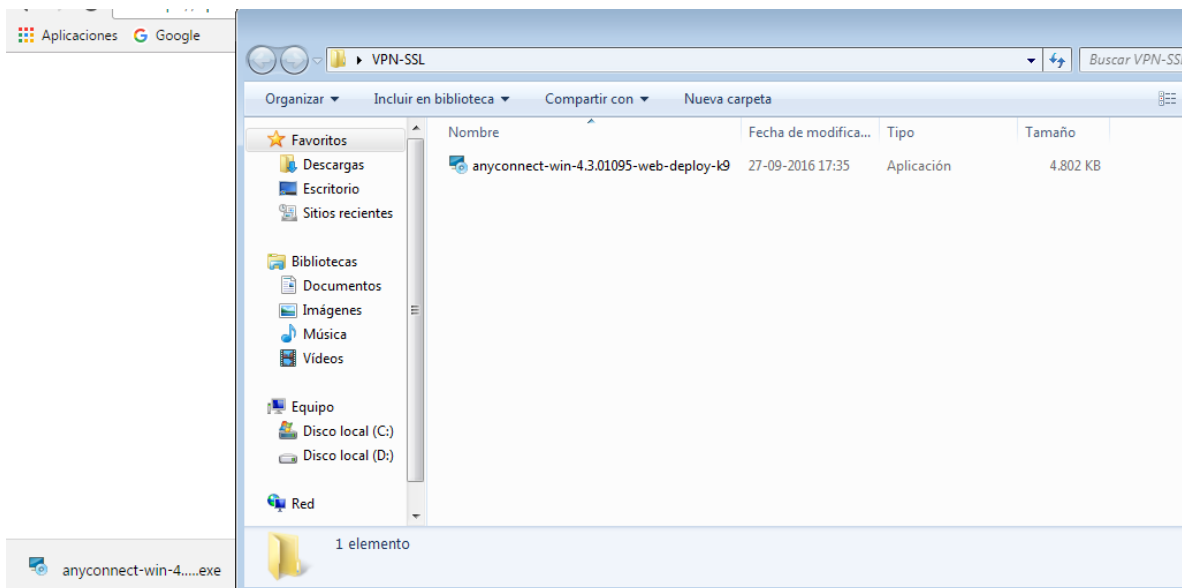 Aplicaciones Google
VPN-SSL
Buscar VPN-SS
Organizar Incluir en biblioteca Compartir con Nueva carpeta
Favoritos
Descargas
Escritorio
Sitios recientes
Bibliotecas
Documentos
Imágenes
Música
Vídeos
Equipo
Disco local (C:)
Disco local (D:)
Red
Nombre Fecha de modifica... Tipo Tamaño
anyconnect-win-4.3.01095-web-deploy-k9 27-09-2016 17:35 Aplicación 4.802 KB
1 elemento
anyconnect-win-4.....exe